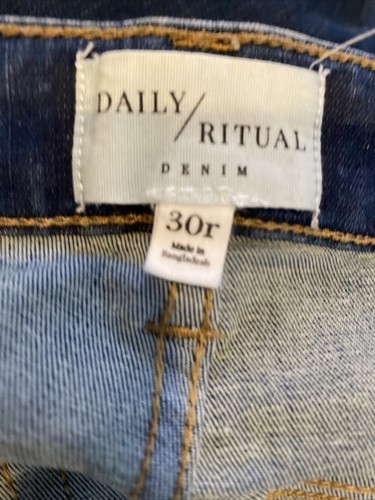 DAILY/
RITUAL
DENIM
30r
Made in
Bangladesh